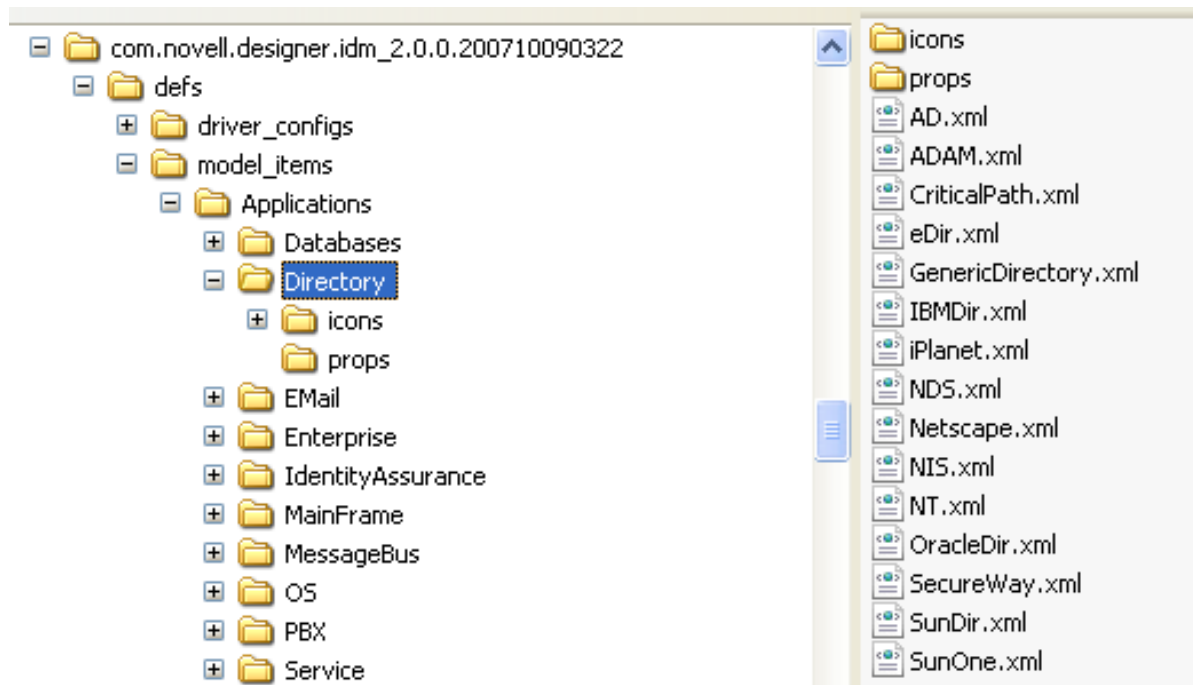 com.novell.designer.idm_2.0.0.200710090322
defs
driver_configs
model_items
Applications
Databases
Directory
icons
props
EMail
Enterprise
IdentityAssurance
MainFrame
MessageBus
OS
PBX
Service
icons
props
AD.xml
ADAM.xml
CriticalPath.xml
eDir.xml
GenericDirectory.xml
IBMDir.xml
iPlanet.xml
NDS.xml
Netscape.xml
NIS.xml
NT.xml
OracleDir.xml
SecureWay.xml
SunDir.xml
SunOne.xml